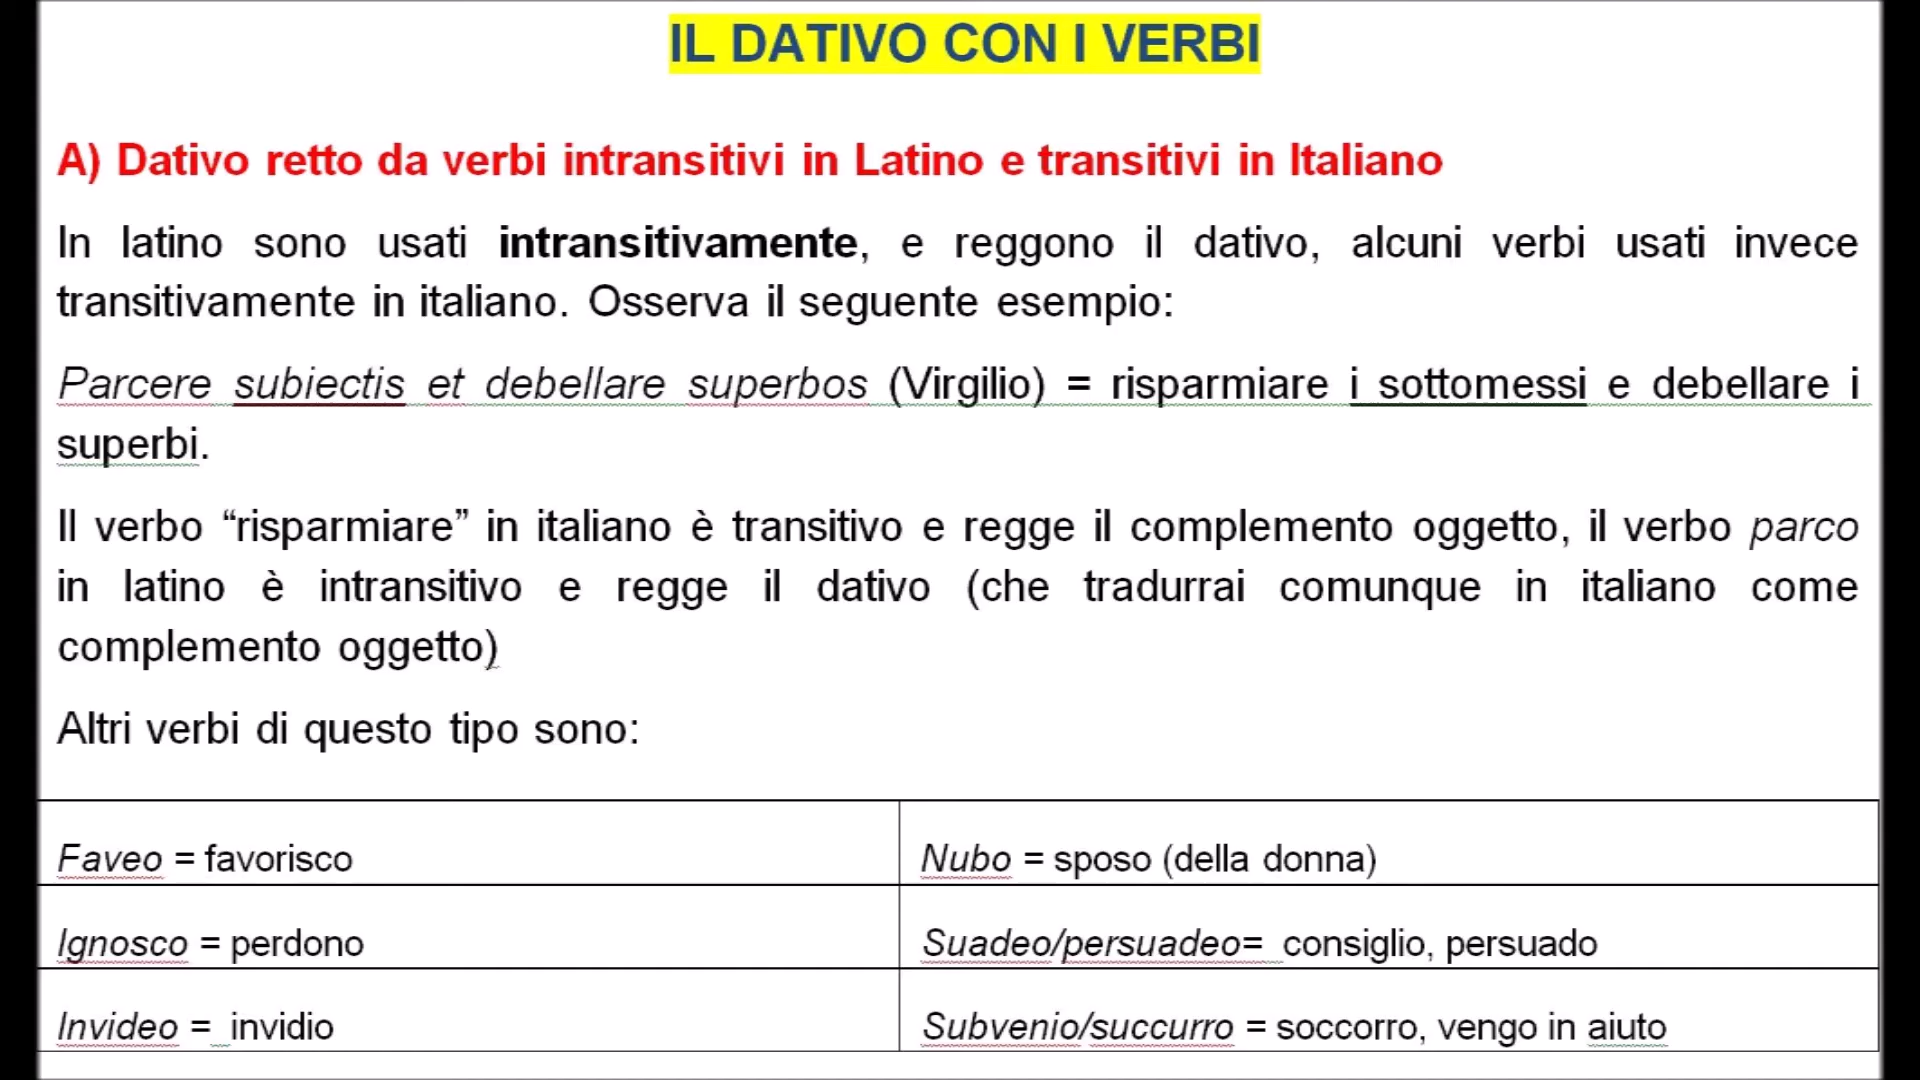 IL DATIVO CON I VERBI
A) Dativo retto da verbi intransitivi in Latino e transitivi in Italiano
In latino sono usati intransitivamente, e reggono il dativo, alcuni verbi usati invece
transitivamente in italiano. Osserva il seguente esempio:
Parcere subiectis et debellare superbos (Virgilio) = risparmiare i sottomessi e debellare i
superbi.
Il verbo “risparmiare” in italiano è transitivo e regge il complemento oggetto, il verbo parco
in latino è intransitivo e regge il dativo (che tradurrai comunque in italiano come
complemento oggetto)
Altri verbi di questo tipo sono:
Faveo = favorisco
Nubo = sposo (della donna)
Ignosco = perdono
Suadeo/persuadeo= consiglio, persuado
Invideo = invidio
Subvenio/succurro = soccorro, vengo in aiuto